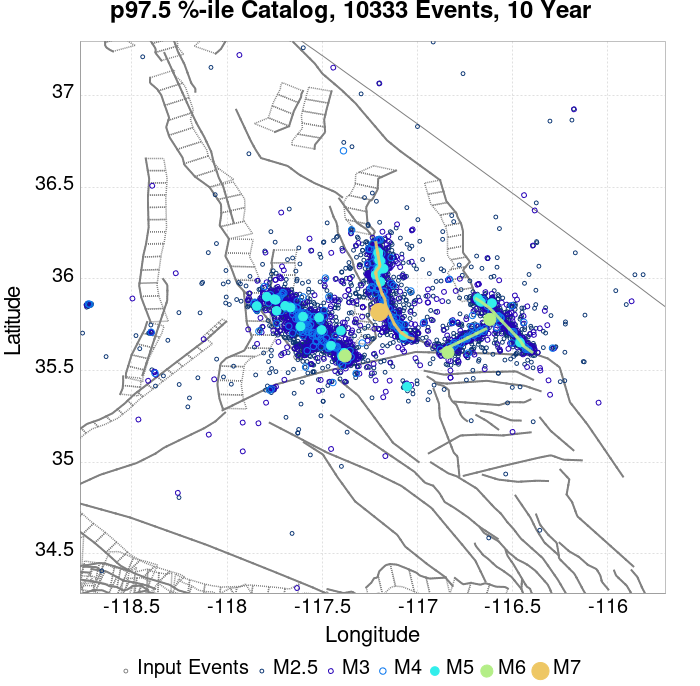 p97.5 %-ile Catalog, 10333 Events, 10 Year
37
36.5
36
35.5
35
34.5
Latitude
-118.5 -118 -117.5 -117 -116.5 -116
Longitude
Input Events M2.5 M3 M4 M5 M6 M7